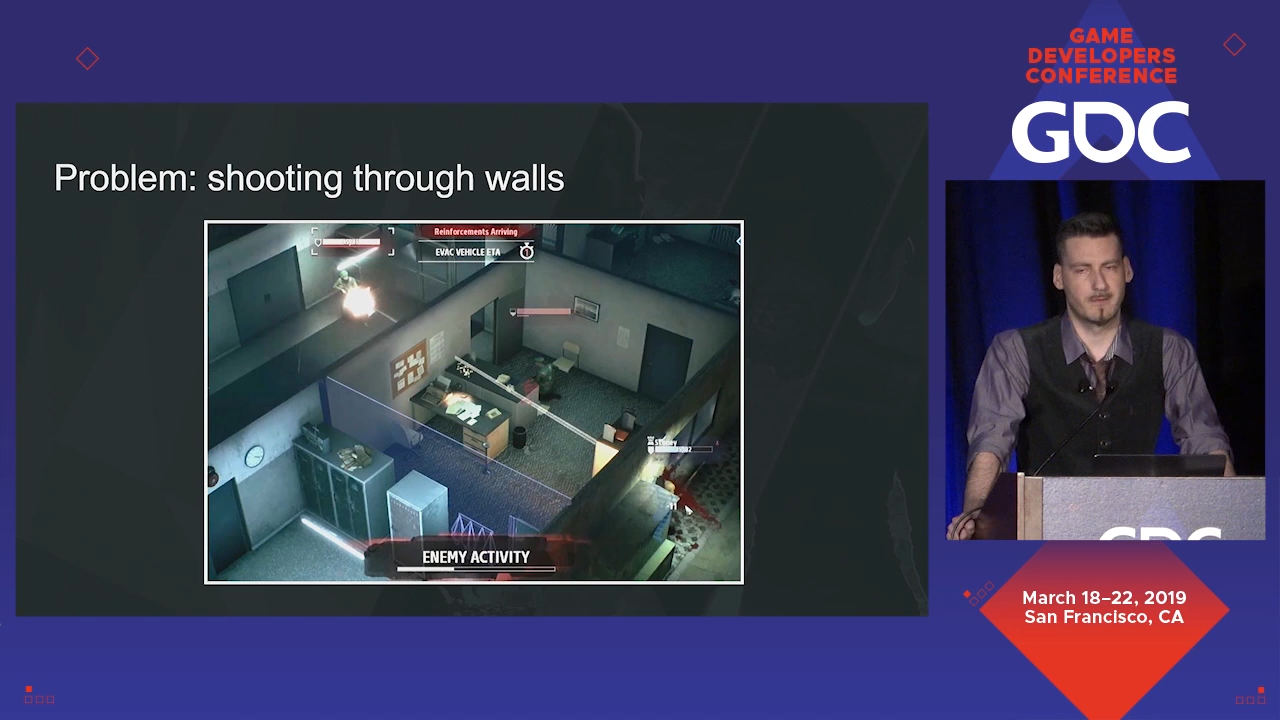 GAME
DEVELOPERS
CONFERENCE
GDC
Problem: shooting through walls
Reinforcements Arriving
EVAC VEHICLE ETA
ENEMY ACTIVITY
GDC
March 18–22, 2019
San Francisco, CA